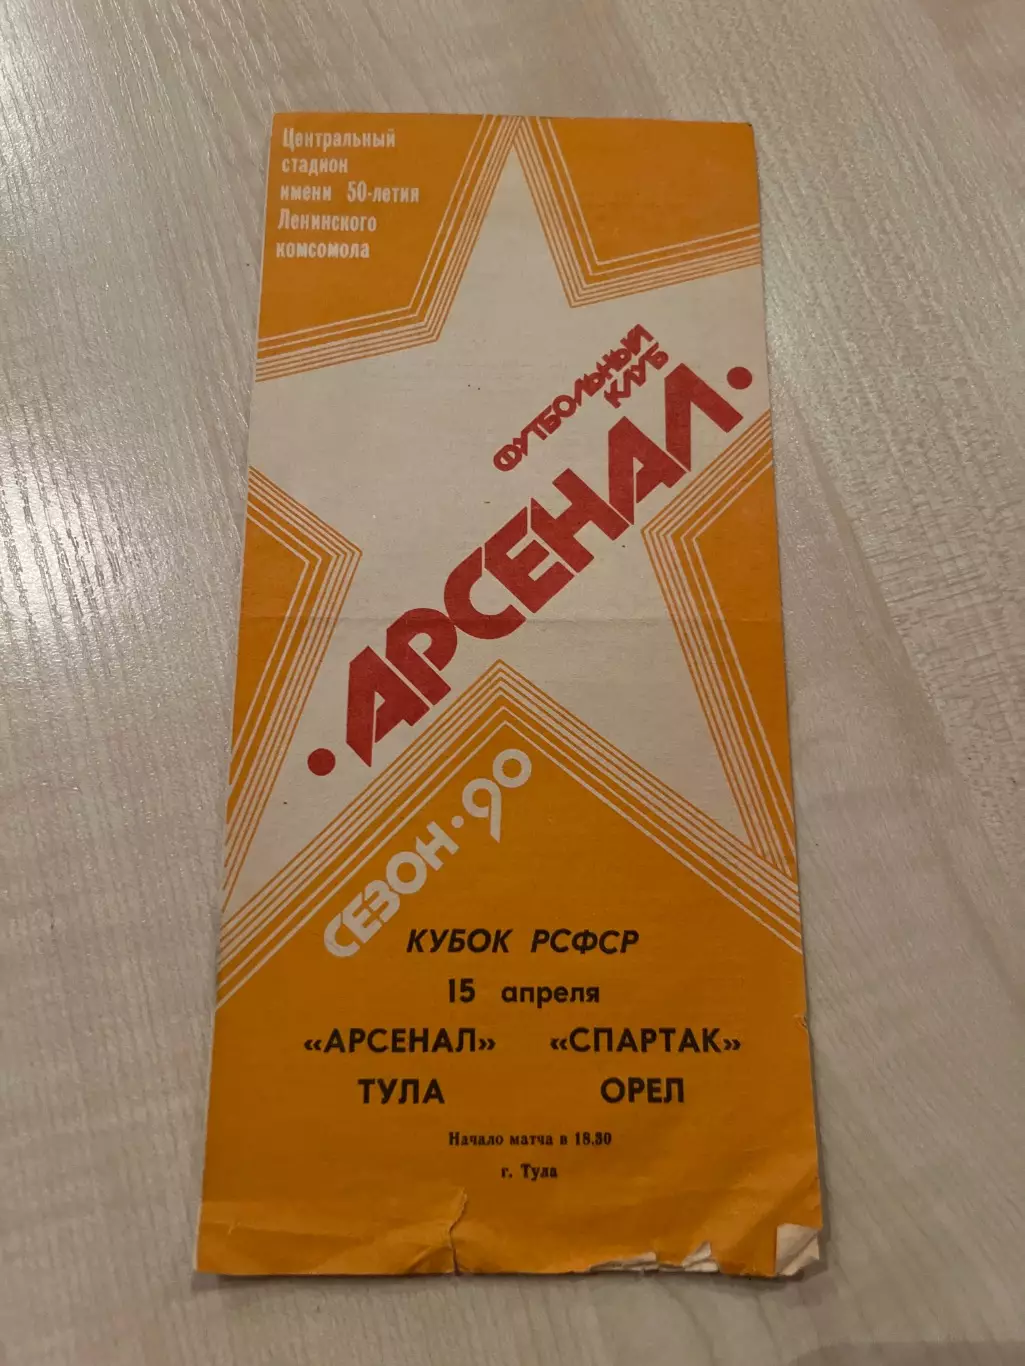 Центральный
стадион
имени 50-летия
Ленинского
комсомола
ФУТБОЛЬНЫЙ
КЛУБ
•АРСЕНАЛ•
СЕЗОН•90
КУБОК РСФСР
15 апреля
«АРСЕНАЛ» «СПАРТАК»
ТУЛА ОРЕЛ
Начало матча в 18.30
г. Тула